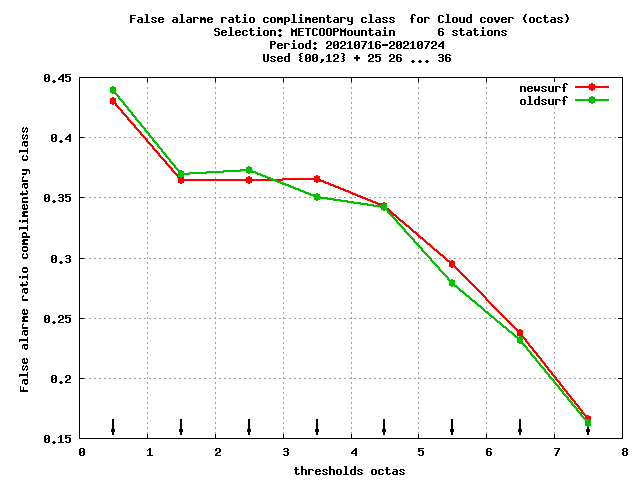 False alarme ratio complimentary class  for Cloud cover (octas)
Selection: METCOOPMountain      6 stations
Period: 20210716-20210724
Used {00,12} + 25 26 ... 36
newsurf
oldsurf
False alarme ratio complimentary class
0.45
0.4
0.35
0.3
0.25
0.2
0.15
0 1 2 3 4 5 6 7 8
thresholds octas